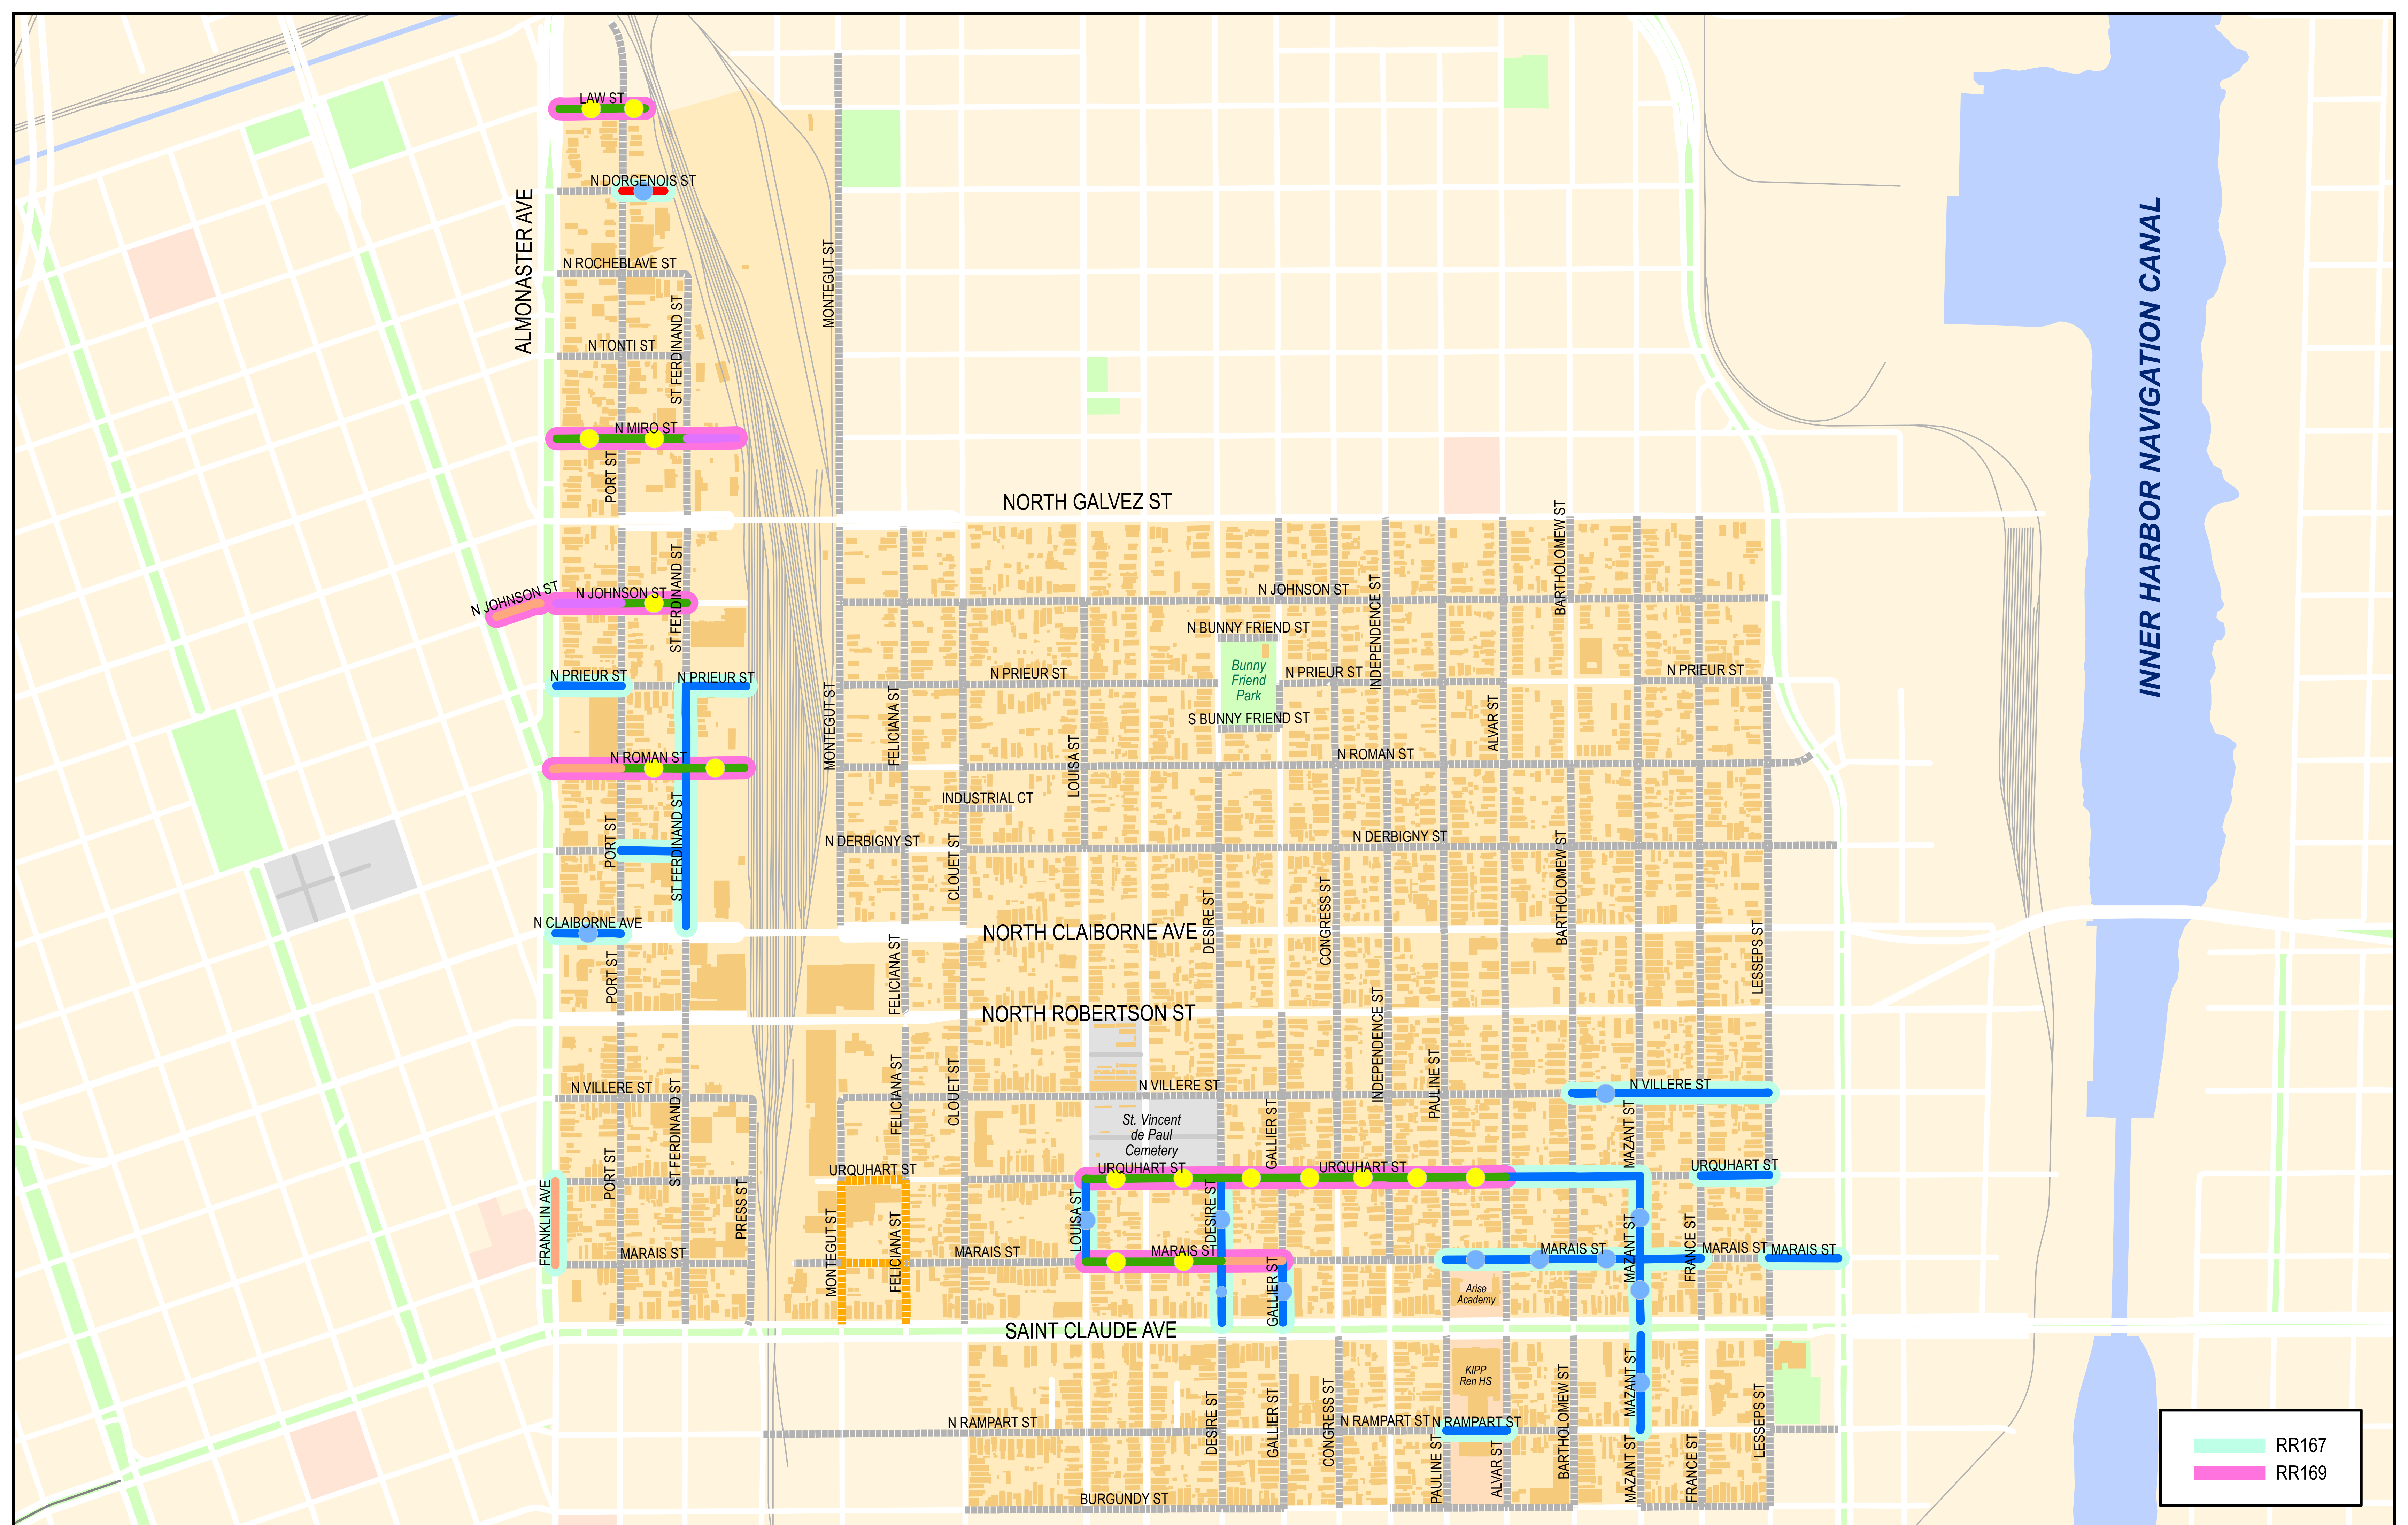 LAW ST
N DORGENOIS ST
ALMONASTER AVE
N ROCHEBLAVE ST
MONTEGUT ST
ST FERDINAND ST
N TONTI ST
N MIRO ST
PORT ST
NORTH GALVEZ ST
BARTHOLOMEW ST
INNER HARBOR NAVIGATION CANAL
N JOHNSON ST
N JOHNSON ST
ST FERDINAND ST
N JOHNSON ST
INDEPENDENCE ST
N BUNNY FRIEND ST
Bunny
Friend
Park
N PRIEUR ST
N PRIEUR ST
N PRIEUR ST
N PRIEUR ST
N PRIEUR ST
S BUNNY FRIEND ST
MONTEGUT ST
FELICIANA ST
LOUISA ST
ALVAR ST
N ROMAN ST
N ROMAN ST
INDUSTRIAL CT
PORT ST
ST FERDINAND ST
N DERBIGNY ST
CLOUET ST
N DERBIGNY ST
BARTHOLOMEW ST
DESIRE ST
CONGRESS ST
LESSEPS ST
N CLAIBORNE AVE
NORTH CLAIBORNE AVE
PORT ST
FELICIANA ST
NORTH ROBERTSON ST
INDEPENDENCE ST
PAULINE ST
N VILLERE ST
ST FERDINAND ST
FELICIANA ST
CLOUET ST
N VILLERE ST
N VILLERE ST
GALLIER ST
MAZANT ST
St. Vincent
de Paul
Cemetery
PORT ST
URQUHART ST
URQUHART ST
URQUHART ST
URQUHART ST
FRANKLIN AVE
PRESS ST
MONTEGUT ST
FELICIANA ST
LOUISA ST
DESIRE ST
MAZANT ST
FRANCE ST
MARAIS ST
MARAIS ST
MARAIS ST
MARAIS ST
MARAIS ST
MARAIS ST
GALLIER ST
Arise
Academy
SAINT CLAUDE AVE
KIPP
Ren HS
MAZANT ST
DESIRE ST
GALLIER ST
CONGRESS ST
BARTHOLOMEW ST
LESSEPS ST
N RAMPART ST
N RAMPART ST
N RAMPART ST
PAULINE ST
ALVAR ST
MAZANT ST
FRANCE ST
BURGUNDY ST
RR167
RR169